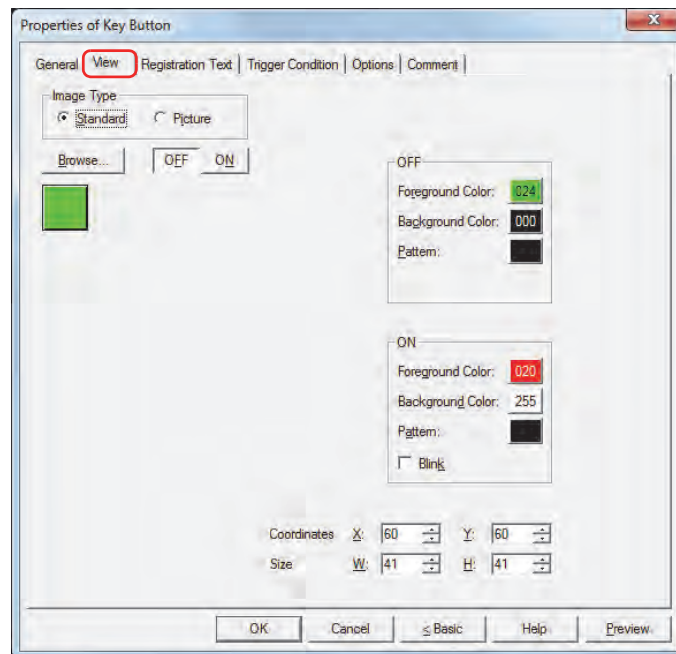 Properties of Key Button
X
General View Registration Text Trigger Condition Options Comment
Image Type
Standard Picture
Browse... OFF ON
OFF
Foreground Color: 024
Background Color: 000
Pattern:
ON
Foreground Color: 020
Background Color: 255
Pattern:
Blink
Coordinates X: 60 Y: 60
Size W: 41 H: 41
OK Cancel ≤ Basic Help Preview